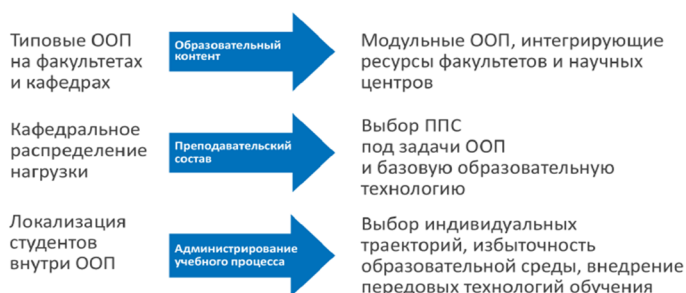 Типовые ООП
на факультетах
и кафедрах
Образовательный
контент
Модульные ООП, интегрирующие
ресурсы факультетов и научных
центров
Кафедральное
распределение
нагрузки
Преподавательский
состав
Выбор ППС
под задачи ООП
и базовую образовательную
технологию
Локализация
студентов
внутри ООП
Администрирование
учебного процесса
Выбор индивидуальных
траекторий, избыточность
образовательной среды, внедрение
передовых технологий обучения